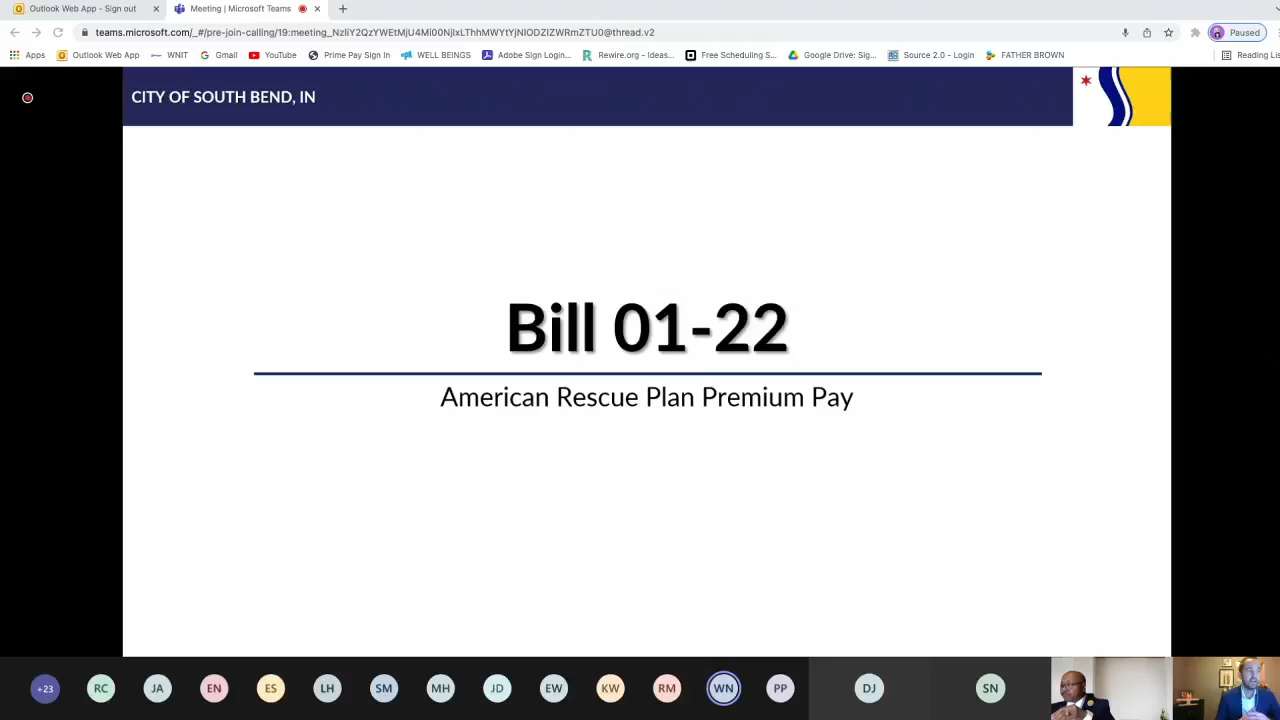 Outlook Web App - Sign out
Meeting | Microsoft Teams
teams.microsoft.com/_#/pre-join-calling/19:meeting_NzliY2QzYWEtMjU4Mi00NjIxLThhMWYtYjNlODZlZWRmZTU0@thread.v2
Paused
Apps Outlook Web App WNIT Gmail YouTube Prime Pay Sign In WELL BEINGS Adobe Sign Login... Rewire.org - Ideas... Free Scheduling S... Google Drive: Sig... Source 2.0 - Login FATHER BROWN Reading Lis
CITY OF SOUTH BEND, IN
Bill 01-22
American Rescue Plan Premium Pay
+23 RC JA EN ES LH SM MH JD EW KW RM WN PP DJ SN